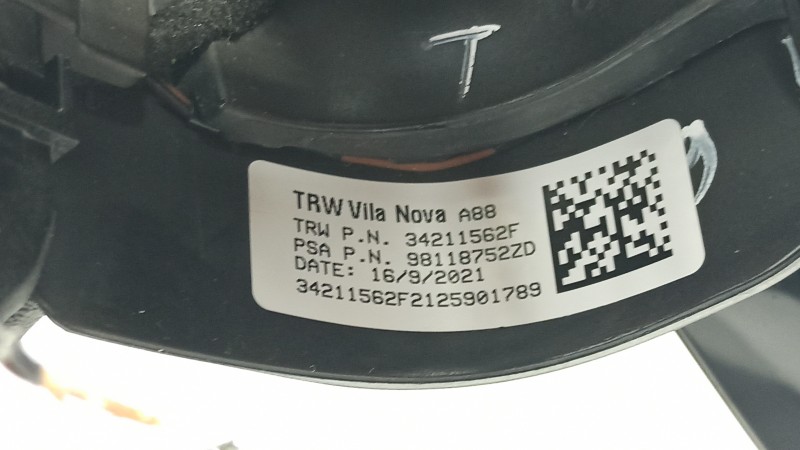 T
TRW Vila Nova A88
TRW P.N. 34211562F
PSA P.N. 98118752ZD
DATE: 16/9/2021
34211562F2125901789